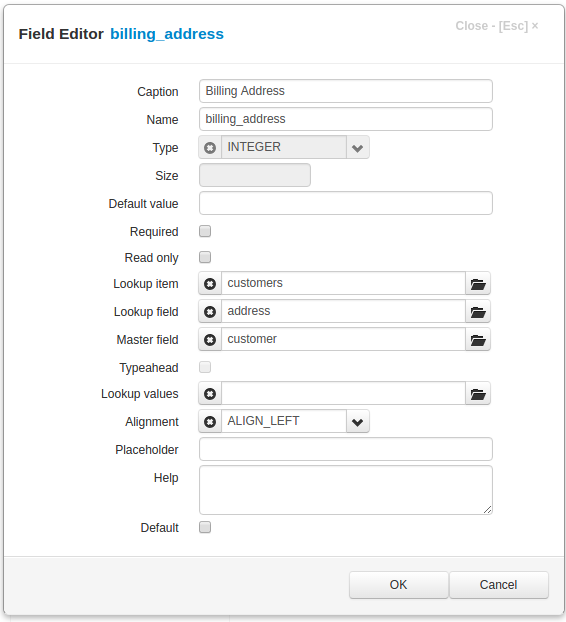 Field Editor billing_address
Close - [Esc] ×
Caption Billing Address
Name billing_address
Type INTEGER
Size
Default value
Required
Read only
Lookup item customers
Lookup field address
Master field customer
Typeahead
Lookup values
Alignment ALIGN_LEFT
Placeholder
Help
Default
OK Cancel